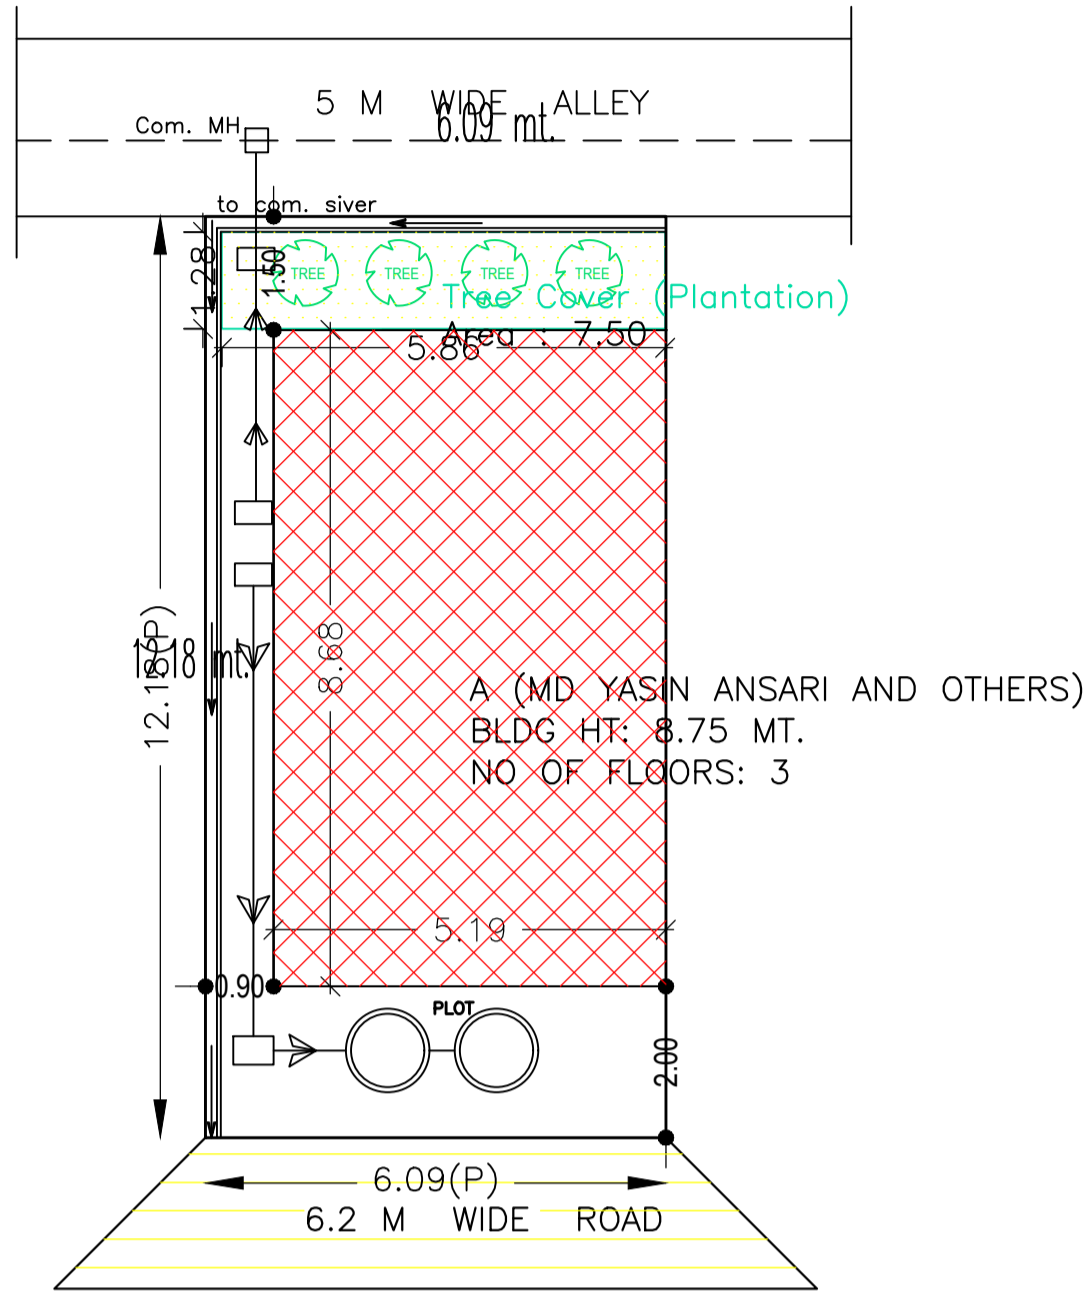 5 M WIDE ALLEY
6.09 mt.
Com. MH
to com. siver
1.28
1.50
TREE TREE TREE TREE
Tree Cover (Plantation)
Area : 7.50
5.86
8.68
12.18(P)
12.18 mt.
A (MD YASIN ANSARI AND OTHERS)
BLDG HT: 8.75 MT.
NO OF FLOORS: 3
5.19
0.90
PLOT
2.00
6.09(P)
6.2 M WIDE ROAD